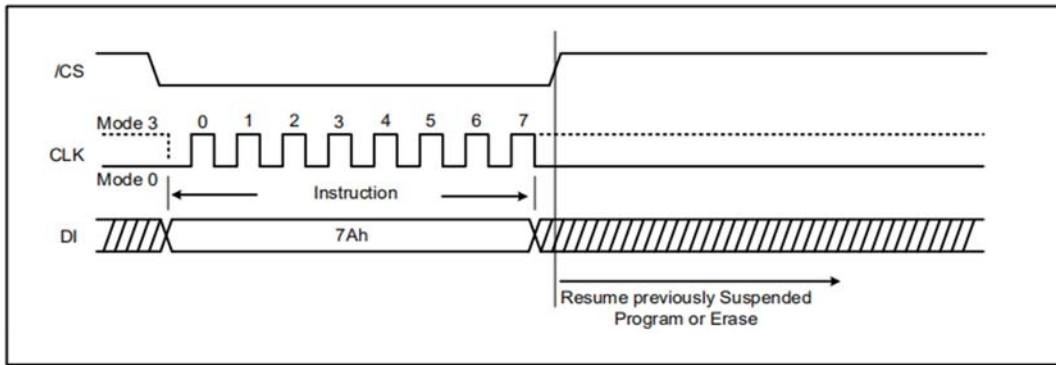 /CS
Mode 3
0 1 2 3 4 5 6 7
CLK
Mode 0
Instruction
DI
7Ah
Resume previously Suspended
Program or Erase